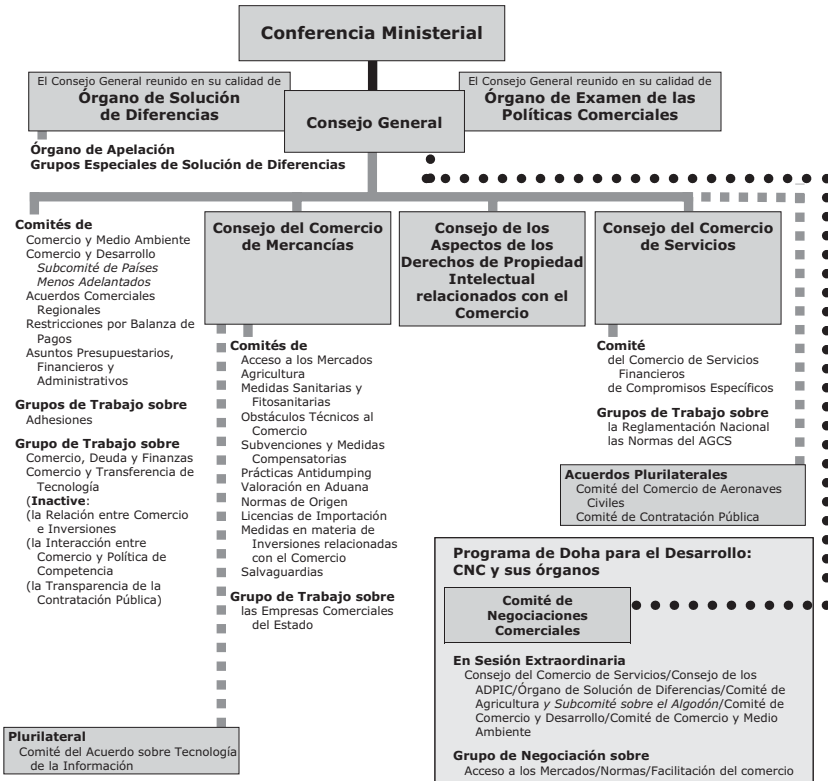 Conferencia Ministerial
El Consejo General reunido en su calidad de
Órgano de Solución
de Diferencias
El Consejo General reunido en su calidad de
Órgano de Examen de las
Políticas Comerciales
Consejo General
Órgano de Apelación
Grupos Especiales de Solución de Diferencias
Comités de
Comercio y Medio Ambiente
Comercio y Desarrollo
Subcomité de Países
Menos Adelantados
Acuerdos Comerciales
Regionales
Restricciones por Balanza de
Pagos
Asuntos Presupuestarios,
Financieros y
Administrativos
Grupos de Trabajo sobre
Adhesiones
Grupo de Trabajo sobre
Comercio, Deuda y Finanzas
Comercio y Transferencia de
Tecnología
(Inactive:
(la Relación entre Comercio
e Inversiones
(la Interacción entre
Comercio y Política de
Competencia
(la Transparencia de la
Contratación Pública)
Plurilateral
Comité del Acuerdo sobre Tecnología
de la Información
Consejo del Comercio
de Mercancías
Comités de
Acceso a los Mercados
Agricultura
Medidas Sanitarias y
Fitosanitarias
Obstáculos Técnicos al
Comercio
Subvenciones y Medidas
Compensatorias
Prácticas Antidumping
Valoración en Aduana
Normas de Origen
Licencias de Importación
Medidas en materia de
Inversiones relacionadas
con el Comercio
Salvaguardias
Grupo de Trabajo sobre
las Empresas Comerciales
del Estado
Consejo de los
Aspectos de los
Derechos de Propiedad
Intelectual
relacionados con el
Comercio
Consejo del Comercio
de Servicios
Comité
del Comercio de Servicios
Financieros
de Compromisos Específicos
Grupos de Trabajo sobre
la Reglamentación Nacional
las Normas del AGCS
Acuerdos Plurilaterales
Comité del Comercio de Aeronaves
Civiles
Comité de Contratación Pública
Programa de Doha para el Desarrollo:
CNC y sus órganos
Comité de
Negociaciones
Comerciales
En Sesión Extraordinaria
Consejo del Comercio de Servicios/Consejo de los
ADPIC/Órgano de Solución de Diferencias/Comité de
Agricultura y Subcomité sobre el Algodón/Comité de
Comercio y Desarrollo/Comité de Comercio y Medio
Ambiente
Grupo de Negociación sobre
Acceso a los Mercados/Normas/Facilitación del comercio